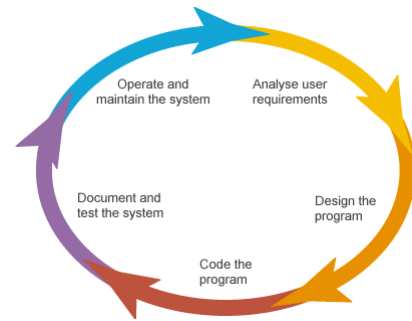 Operate and
maintain the system
Analyse user
requirements
Design the
program
Code the
program
Document and
test the system